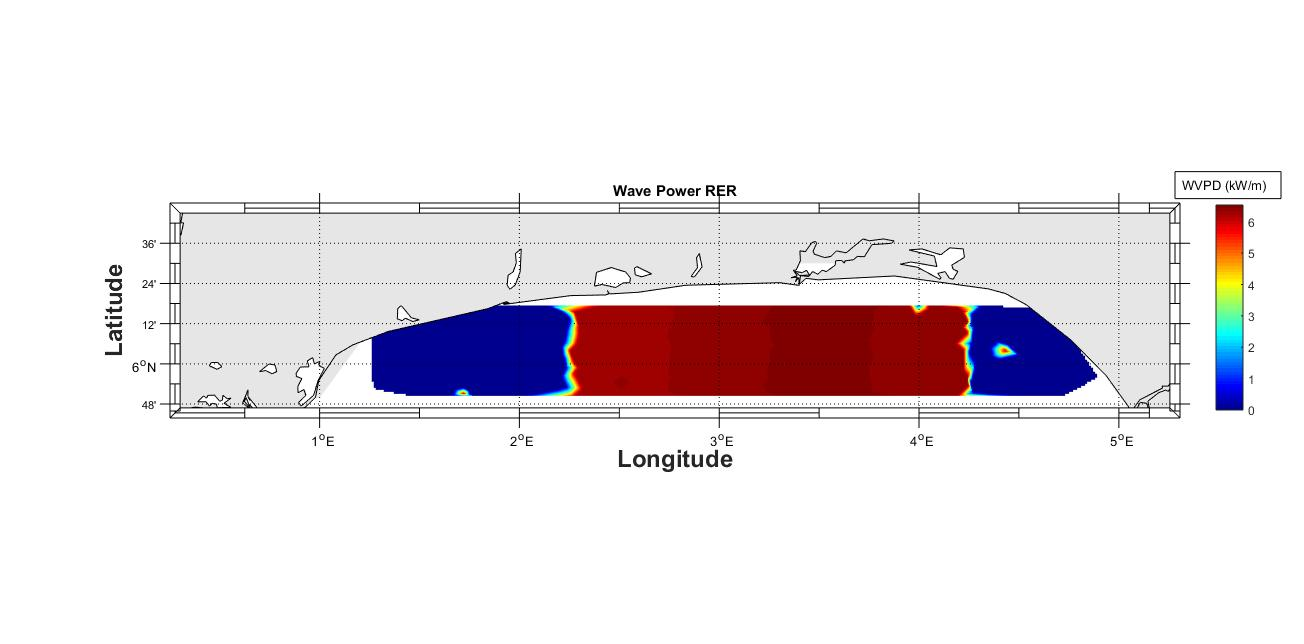 Wave Power RER
WVPD (kW/m)
6
5
4
3
2
1
0
Latitude
36'
24'
12'
6°N
48'
1°E
2°E
3°E
4°E
5°E
Longitude